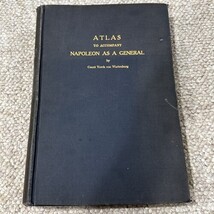 ATLAS
TO ACCOMPANY
NAPOLEON AS A GENERAL
by
Count Yorck von Wartenburg